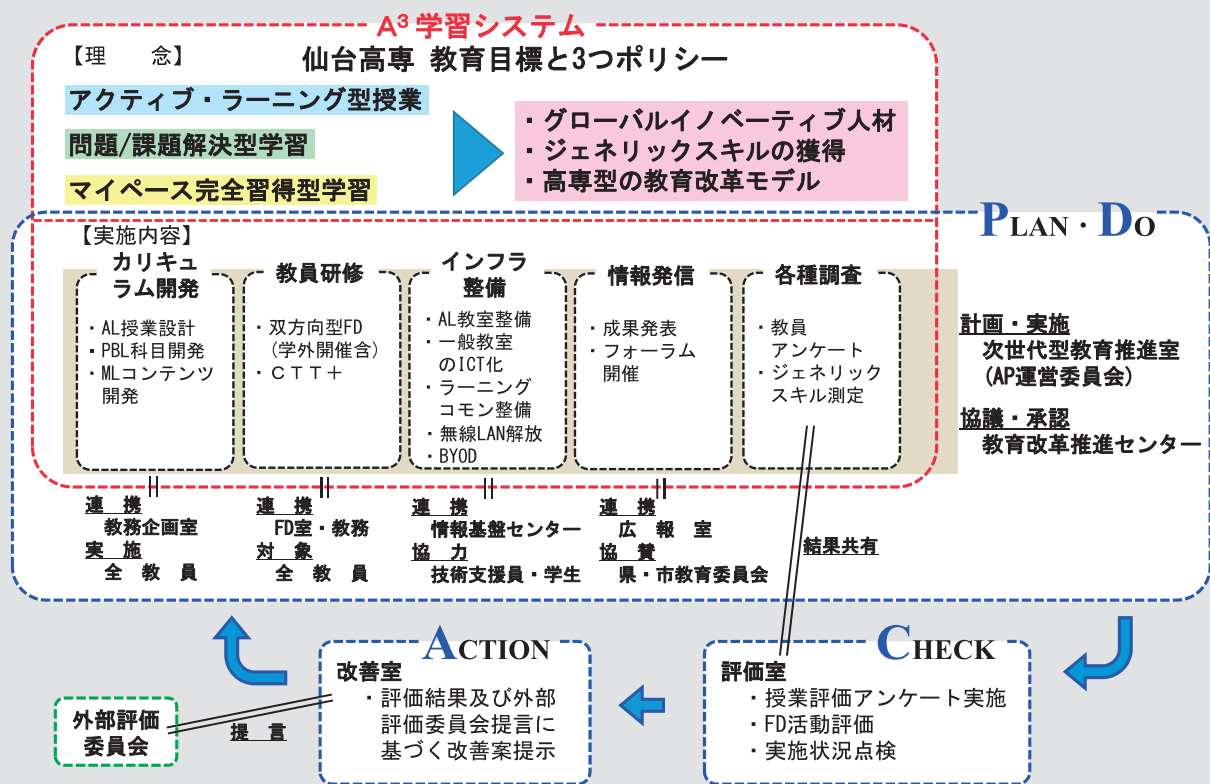 A³ 学習システム
【理　　念】
仙台高専 教育目標と3つポリシー
アクティブ・ラーニング型授業
問題/課題解決型学習
マイペース完全習得型学習
・グローバルイノベーティブ人材
・ジェネリックスキルの獲得
・高専型の教育改革モデル
PLAN・DO
【実施内容】
カリキュ
ラム開発
・AL授業設計
・PBL科目開発
・MLコンテンツ
開発
教員研修
・双方向型FD
(学外開催含)
・CTT＋
インフラ
整備
・AL教室整備
・一般教室
のICT化
・ラーニング
コモン整備
・無線LAN解放
・BYOD
情報発信
・成果発表
・フォーラム
開催
各種調査
・教員
アンケート
・ジェネリック
スキル測定
計画・実施
次世代型教育推進室
(AP運営委員会)
協議・承認
教育改革推進センター
連　携
教務企画室
実　施
全　教　員
連　携
FD室・教務
対　象
全　教　員
連　携
情報基盤センター
協　力
技術支援員・学生
連　携
広　報　室
協　賛
県・市教育委員会
結果共有
ACTION
改善室
・評価結果及び外部
評価委員会提言に
基づく改善案提示
CHECK
評価室
・授業評価アンケート実施
・FD活動評価
・実施状況点検
外部評価
委員会
提　言